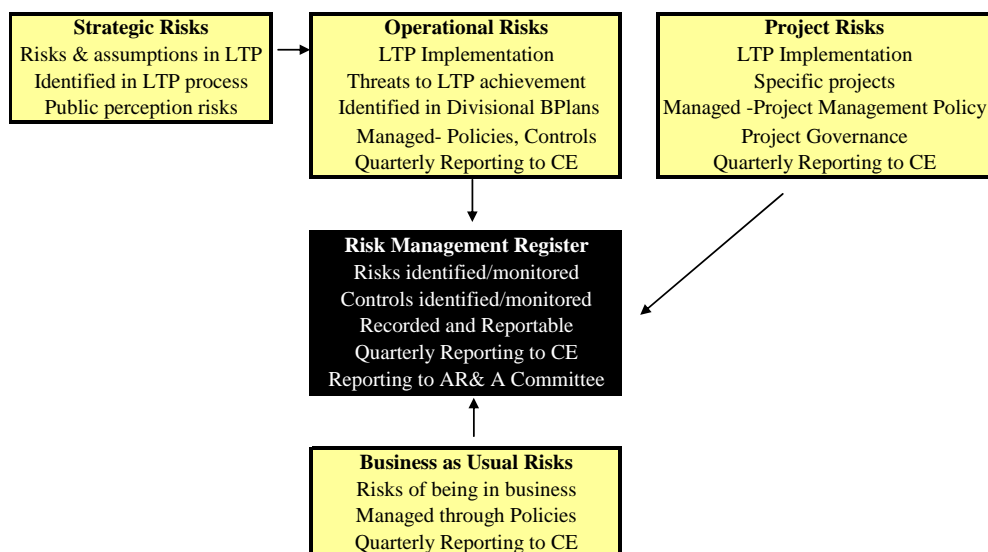 Strategic Risks
Risks & assumptions in LTP
Identified in LTP process
Public perception risks
Operational Risks
LTP Implementation
Threats to LTP achievement
Identified in Divisional BPlans
Managed- Policies, Controls
Quarterly Reporting to CE
Project Risks
LTP Implementation
Specific projects
Managed -Project Management Policy
Project Governance
Quarterly Reporting to CE
Risk Management Register
Risks identified/monitored
Controls identified/monitored
Recorded and Reportable
Quarterly Reporting to CE
Reporting to AR& A Committee
Business as Usual Risks
Risks of being in business
Managed through Policies
Quarterly Reporting to CE